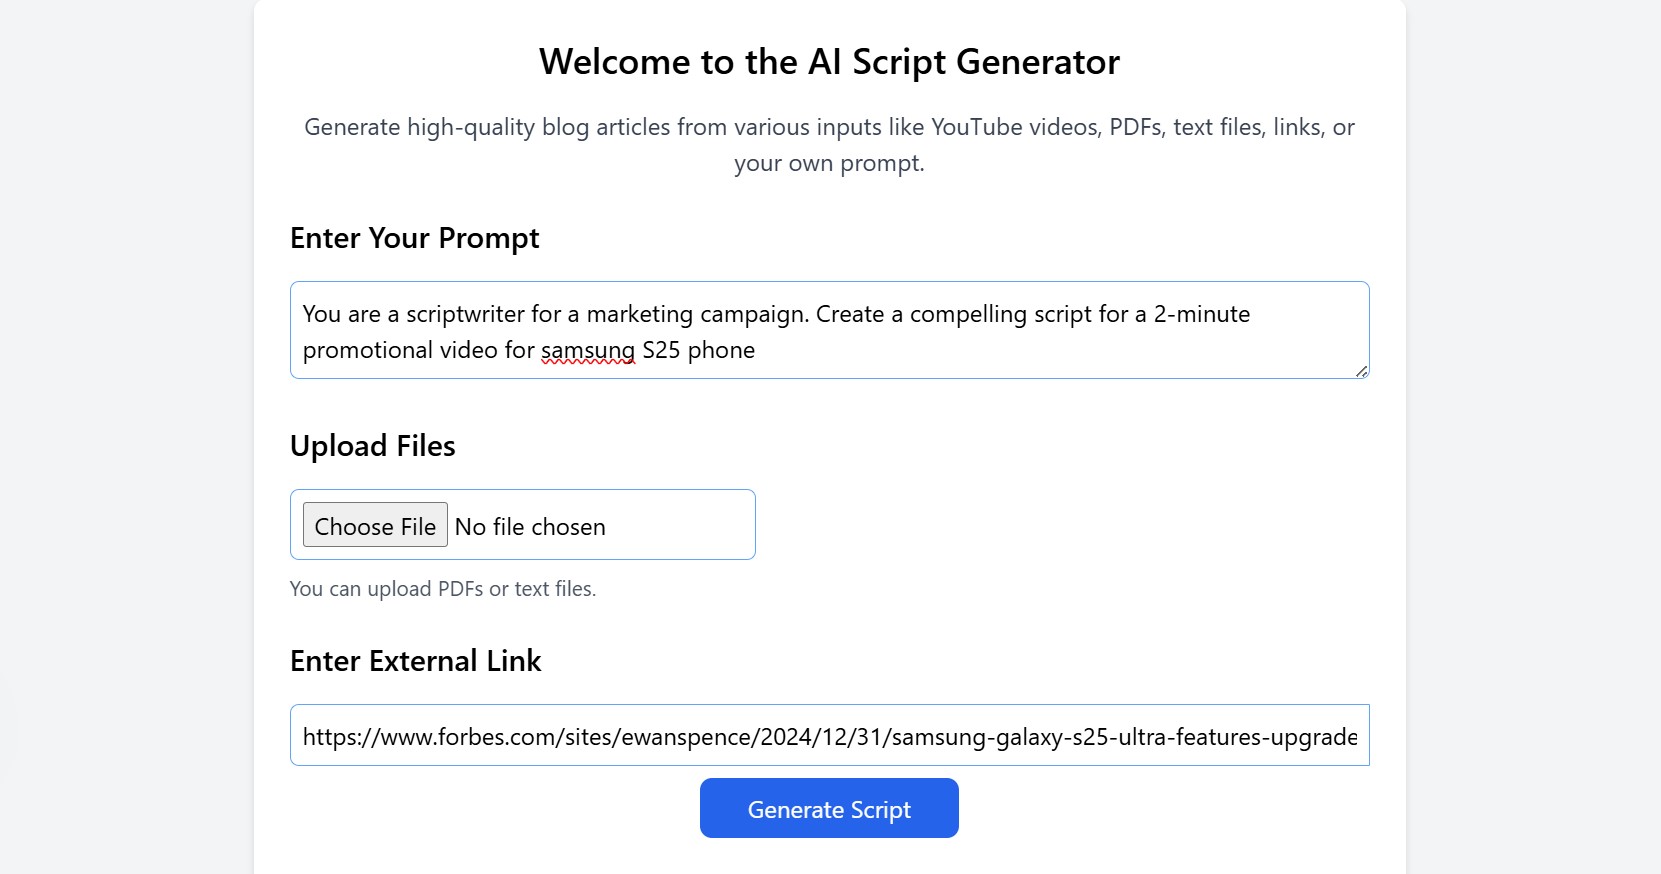 Welcome to the AI Script Generator
Generate high-quality blog articles from various inputs like YouTube videos, PDFs, text files, links, or
your own prompt.
Enter Your Prompt
You are a scriptwriter for a marketing campaign. Create a compelling script for a 2-minute
promotional video for samsung S25 phone
Upload Files
Choose File No file chosen
You can upload PDFs or text files.
Enter External Link
https://www.forbes.com/sites/ewanspence/2024/12/31/samsung-galaxy-s25-ultra-features-upgrade
Generate Script